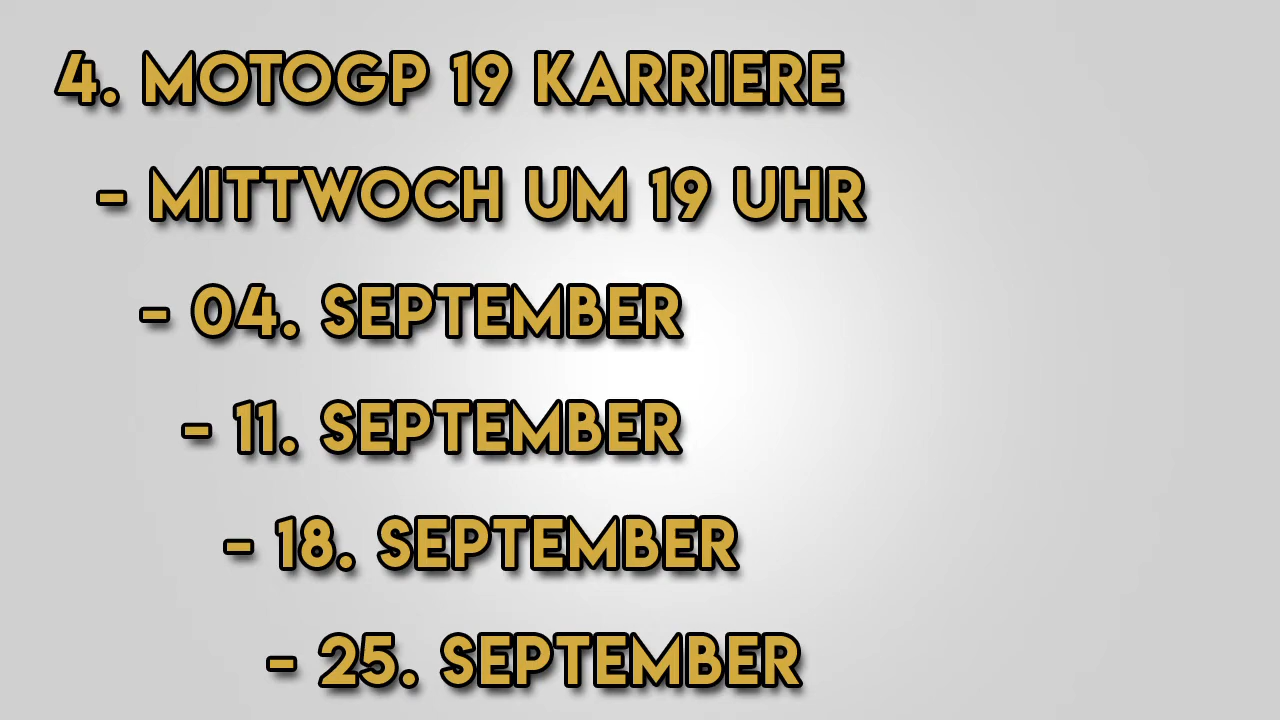 4. MOTOGP 19 KARRIERE
- MITTWOCH UM 19 UHR
- 04. SEPTEMBER
- 11. SEPTEMBER
- 18. SEPTEMBER
- 25. SEPTEMBER